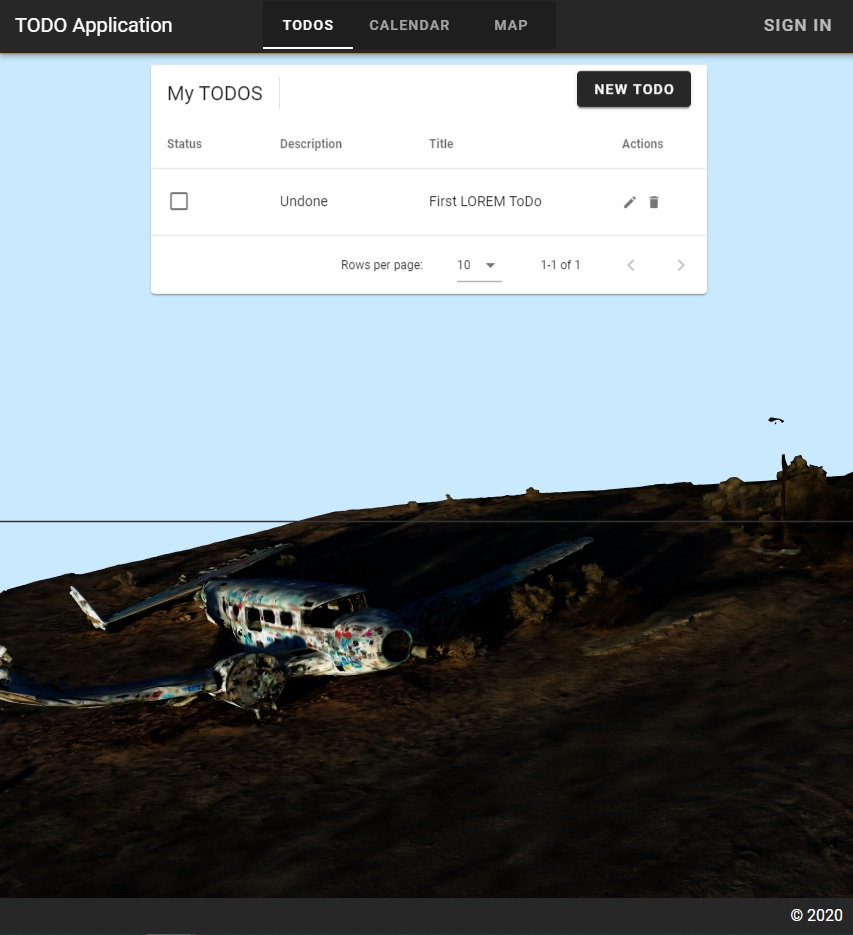 TODO Application
TODOS CALENDAR MAP
SIGN IN
My TODOS
NEW TODO
Status Description Title Actions
Undone First LOREM ToDo
Rows per page: 10 1-1 of 1
© 2020